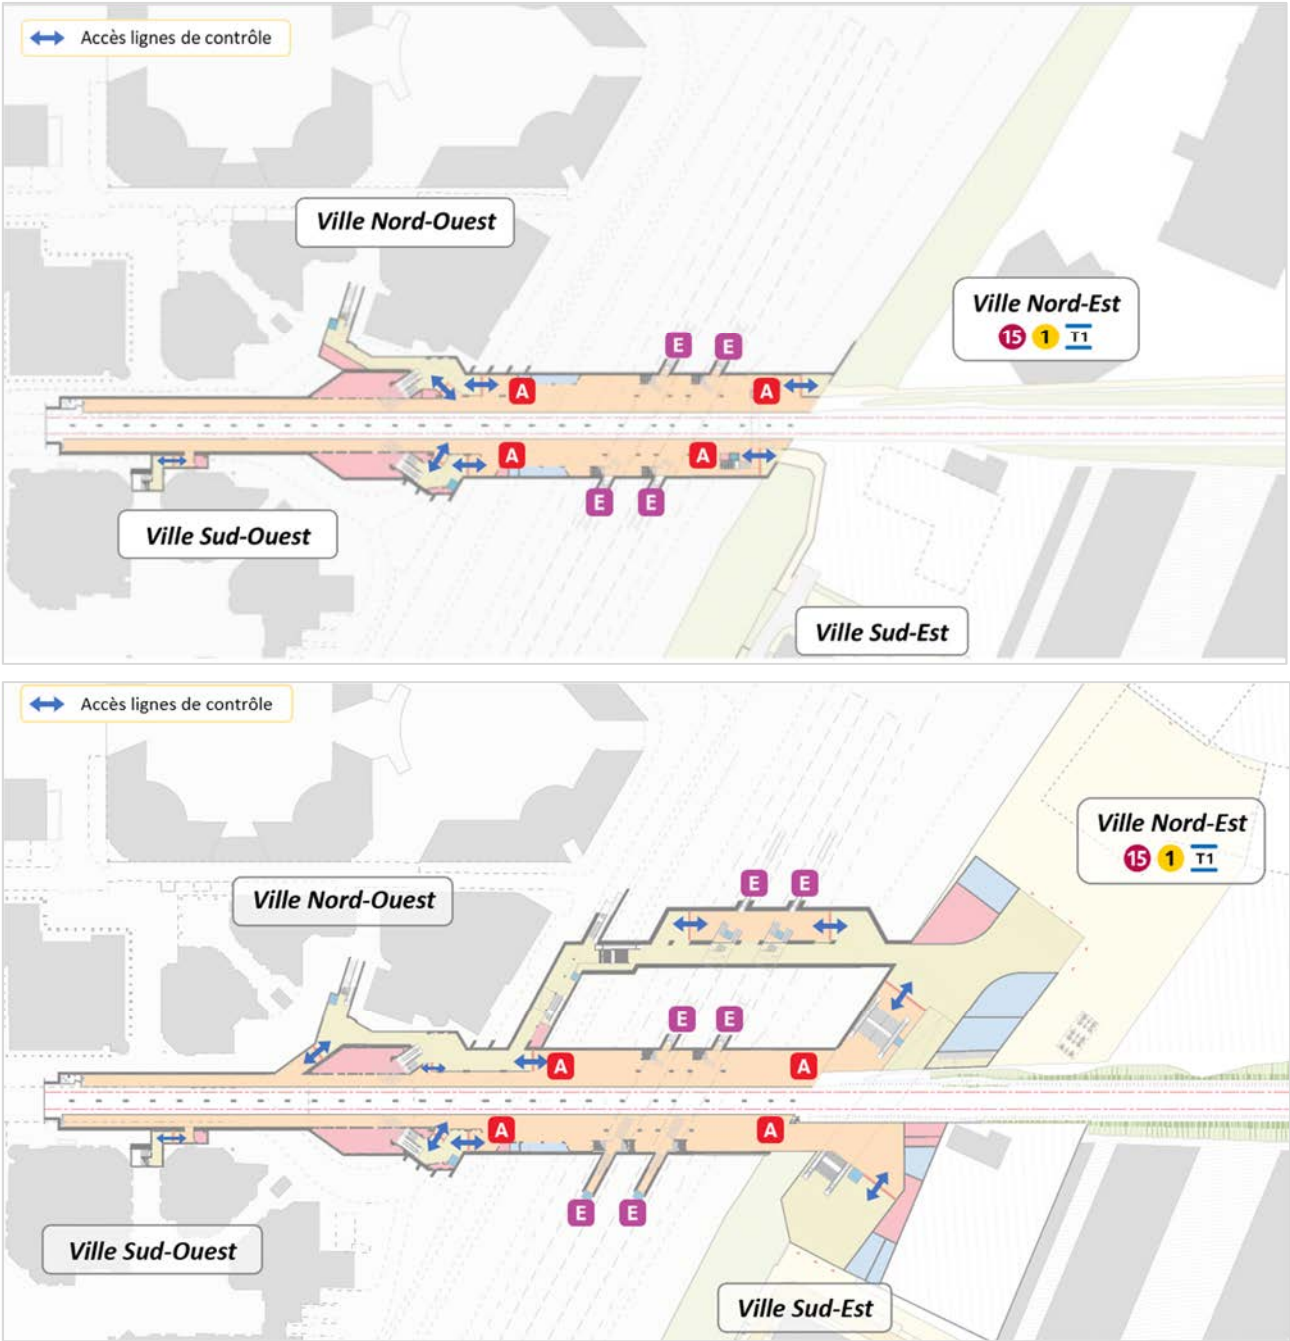 Accès lignes de contrôle
Ville Nord-Ouest
Ville Nord-Est
15 1 T1
E E
A A
A A
E E
Ville Sud-Ouest
Ville Sud-Est
Accès lignes de contrôle
Ville Nord-Est
15 1 T1
Ville Nord-Ouest
E E
E E
A A
A A
E E
Ville Sud-Ouest
Ville Sud-Est